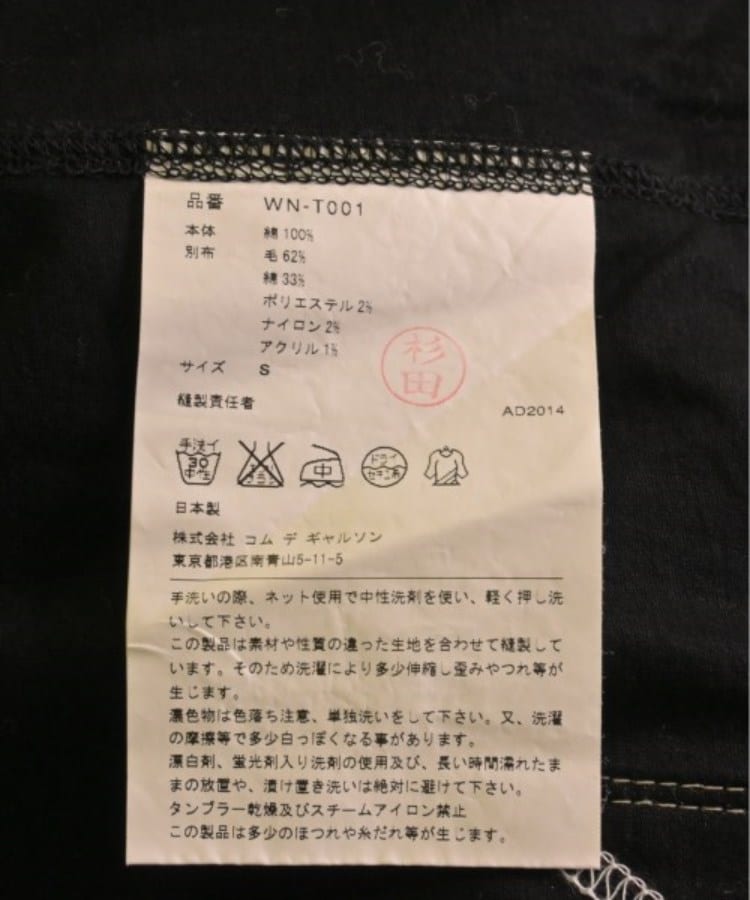 品番 WN-T001
本体 綿 100%
別布 毛 62%
綿 33%
ポリエステル 2%
ナイロン 2%
アクリル 1%
サイズ S
杉田
縫製責任者
AD2014
手洗イ 30 中性
中
ドライ セキユ系
日本製
株式会社 コム デ ギャルソン
東京都港区南青山5-11-5
手洗いの際、ネット使用で中性洗剤を使い、軽く押し洗
いして下さい。
この製品は素材や性質の違った生地を合わせて縫製して
います。そのため洗濯により多少伸縮し歪みやつれ等が
生じます。
濃色物は色落ち注意、単独洗いをして下さい。又、洗濯
の摩擦等で多少白っぽくなる事があります。
漂白剤、蛍光剤入り洗剤の使用及び、長い時間濡れたま
まの放置や、漬け置き洗いは絶対に避けて下さい。
タンブラー乾燥及びスチームアイロン禁止
この製品は多少のほつれや糸だれ等が生じます。